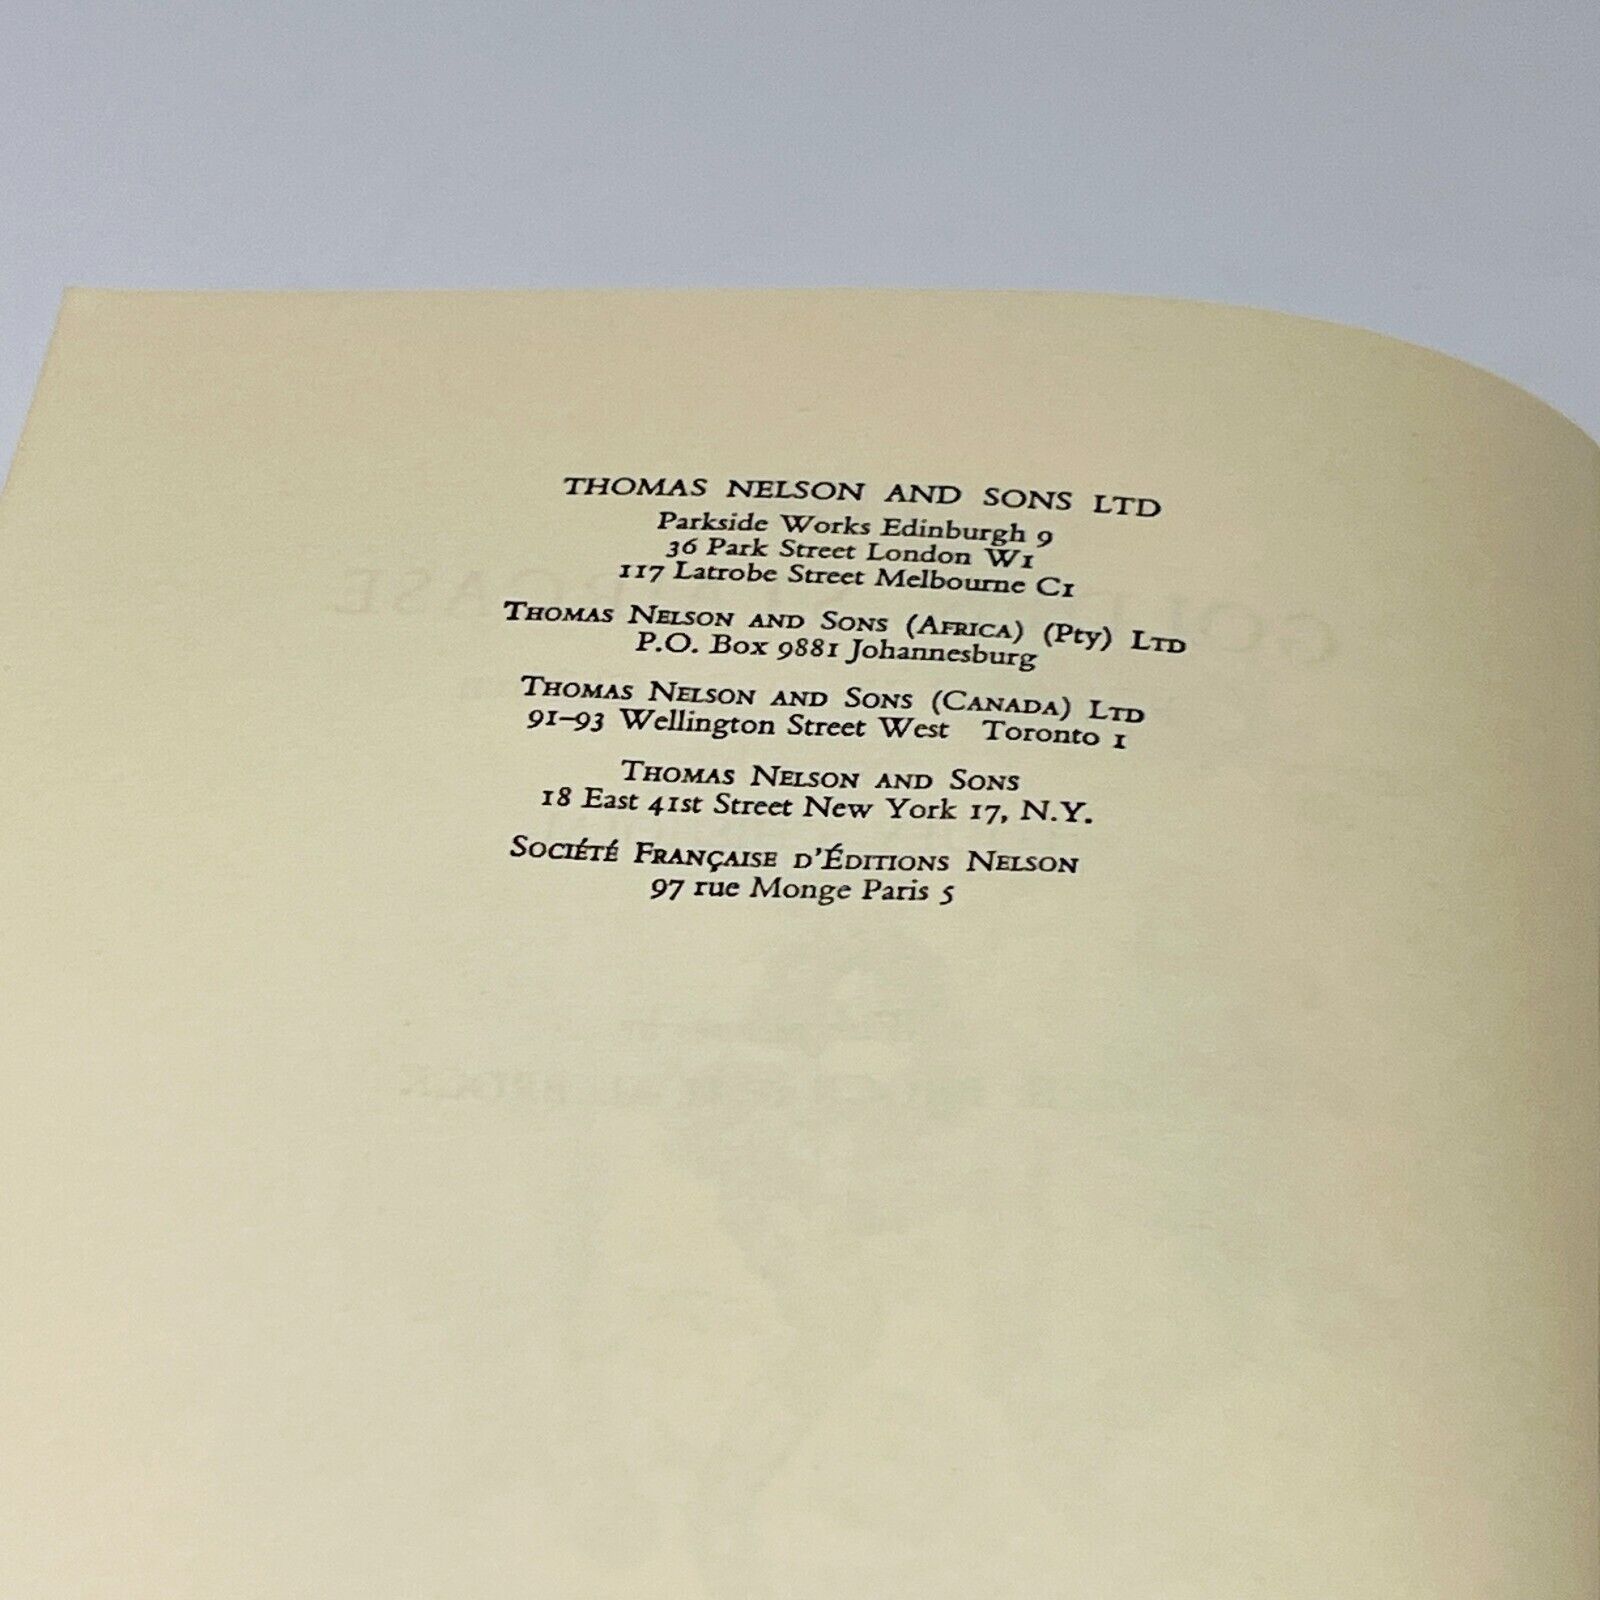 THOMAS NELSON AND SONS LTD
Parkside Works Edinburgh 9
36 Park Street London W1
117 Latrobe Street Melbourne C1
THOMAS NELSON AND SONS (AFRICA) (Pty) LTD
P.O. Box 9881 Johannesburg
THOMAS NELSON AND SONS (CANADA) LTD
91–93 Wellington Street West Toronto 1
THOMAS NELSON AND SONS
18 East 41st Street New York 17, N.Y.
SOCIÉTÉ FRANÇAISE D'ÉDITIONS NELSON
97 rue Monge Paris 5